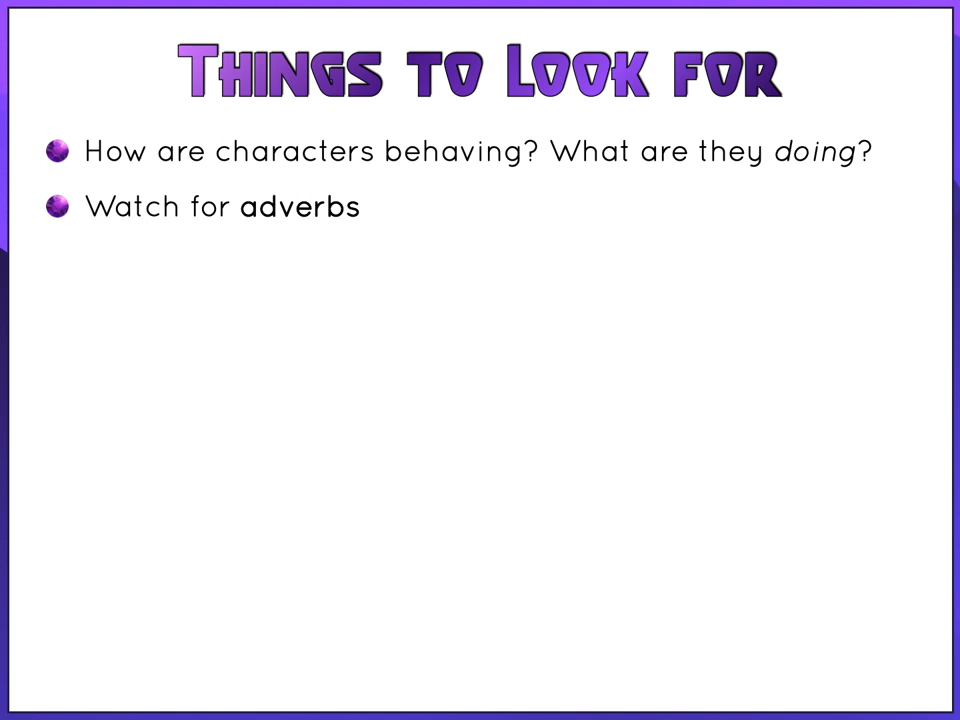 Things to Look for
How are characters behaving? What are they doing?
Watch for adverbs